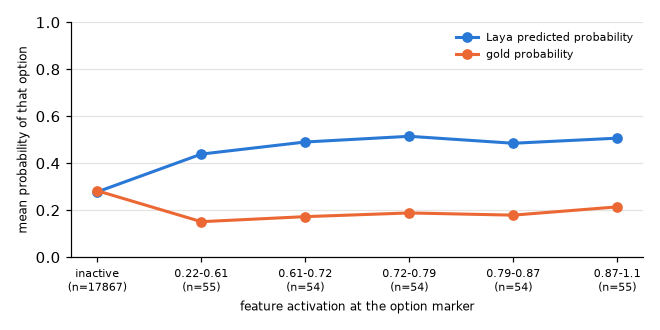 1.0
0.8
0.6
0.4
0.2
0.0
mean probability of that option
Laya predicted probability
gold probability
inactive
(n=17867)
0.22-0.61
(n=55)
0.61-0.72
(n=54)
0.72-0.79
(n=54)
0.79-0.87
(n=54)
0.87-1.1
(n=55)
feature activation at the option marker